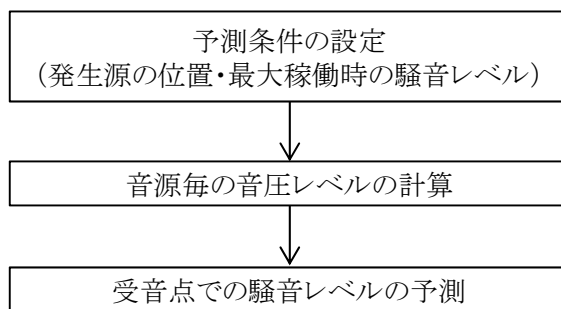 予測条件の設定
（発生源の位置・最大稼働時の騒音レベル）
音源毎の音圧レベルの計算
受音点での騒音レベルの予測